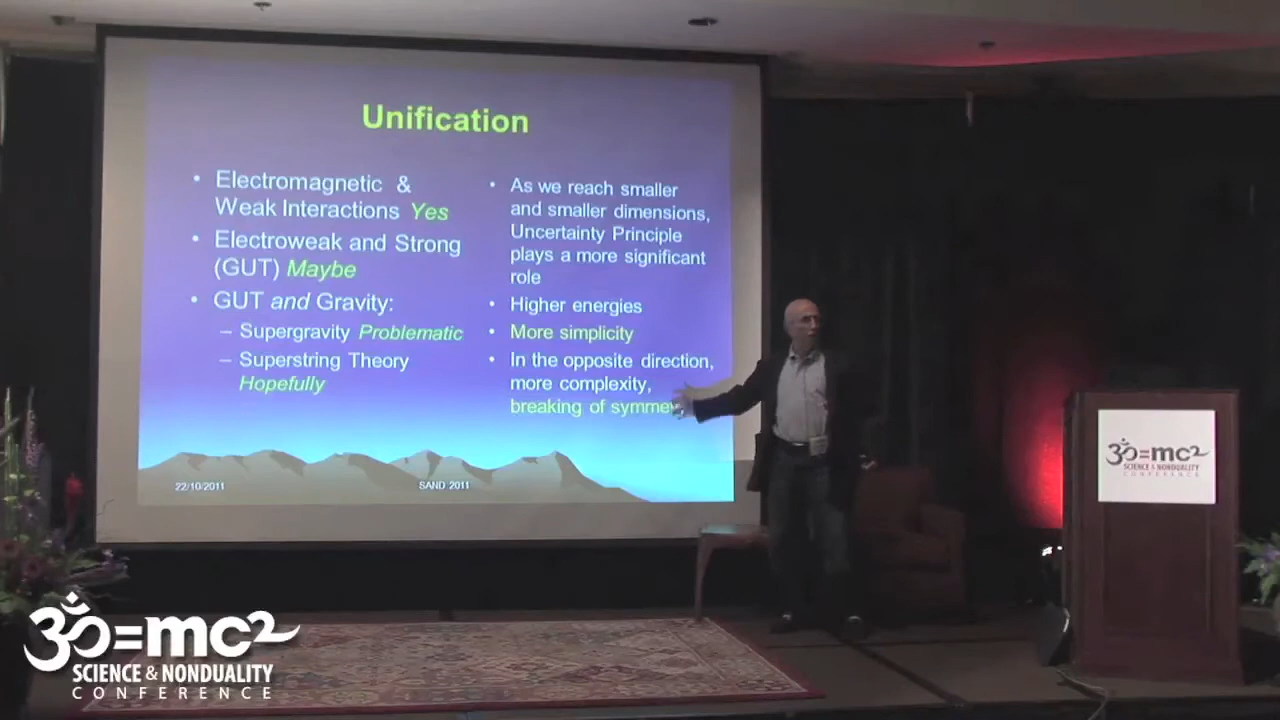 Unification
• Electromagnetic &
Weak Interactions Yes
• Electroweak and Strong
(GUT) Maybe
• GUT and Gravity:
– Supergravity Problematic
– Superstring Theory
Hopefully
• As we reach smaller
and smaller dimensions,
Uncertainty Principle
plays a more significant
role
• Higher energies
• More simplicity
• In the opposite direction,
more complexity,
breaking of
22/10/2011
SAND 2011
ॐ=mc2
SCIENCE & NONDUALITY
CONFERENCE
ॐ=mc2
SCIENCE & NONDUALITY
CONFERENCE